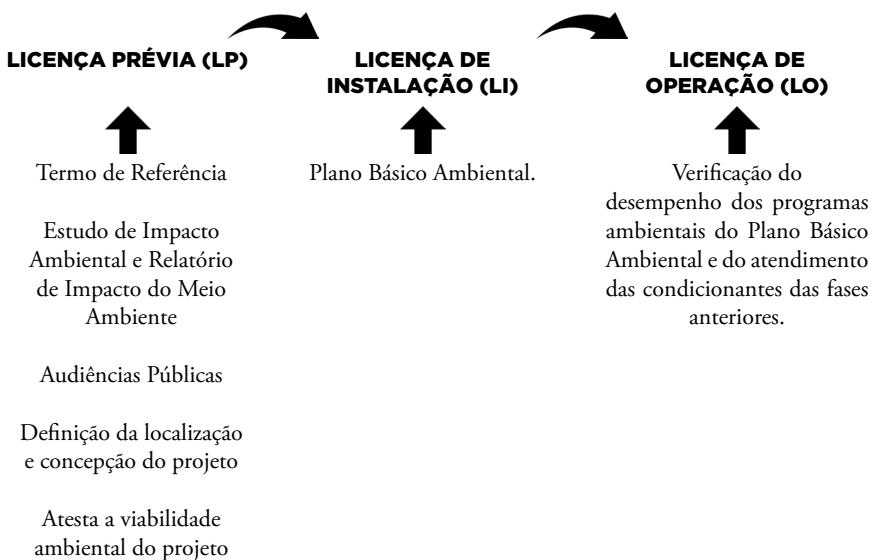 LICENÇA PRÉVIA (LP)
Termo de Referência
Estudo de Impacto
Ambiental e Relatório
de Impacto do Meio
Ambiente
Audiências Públicas
Definição da localização
e concepção do projeto
Atesta a viabilidade
ambiental do projeto
LICENÇA DE
INSTALAÇÃO (LI)
Plano Básico Ambiental.
LICENÇA DE
OPERAÇÃO (LO)
Verificação do
desempenho dos programas
ambientais do Plano Básico
Ambiental e do atendimento
das condicionantes das fases
anteriores.